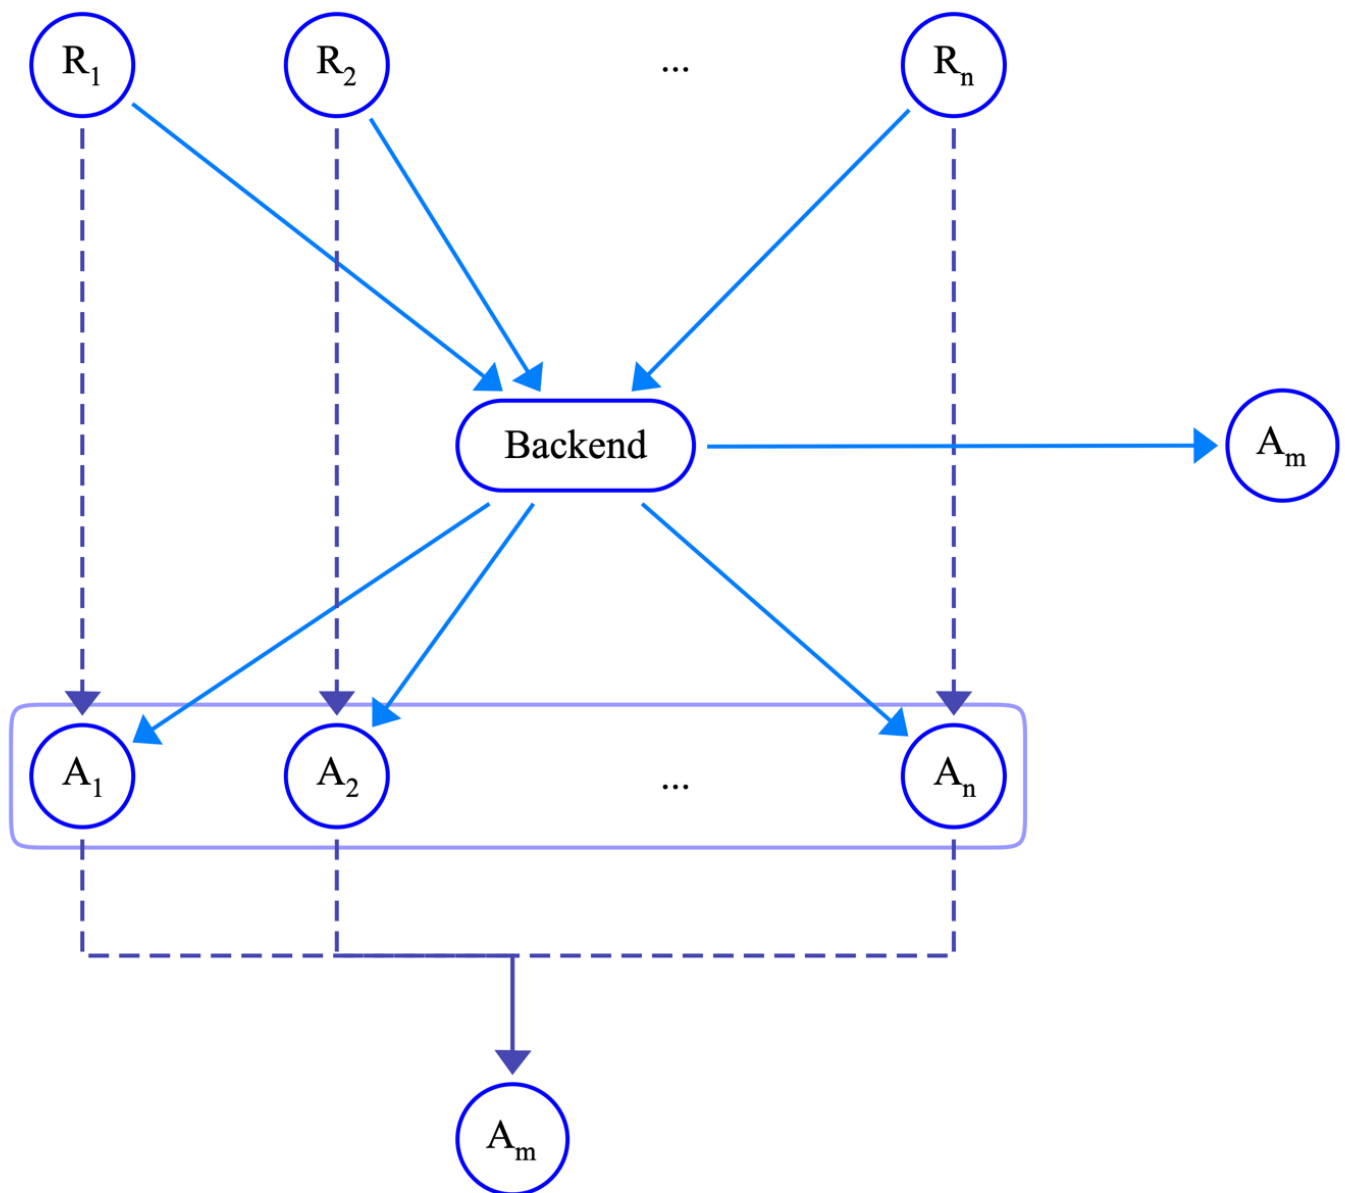 R₁ R₂ ... Rₙ
Backend Aₘ
A₁ A₂ ... Aₙ
Aₘ